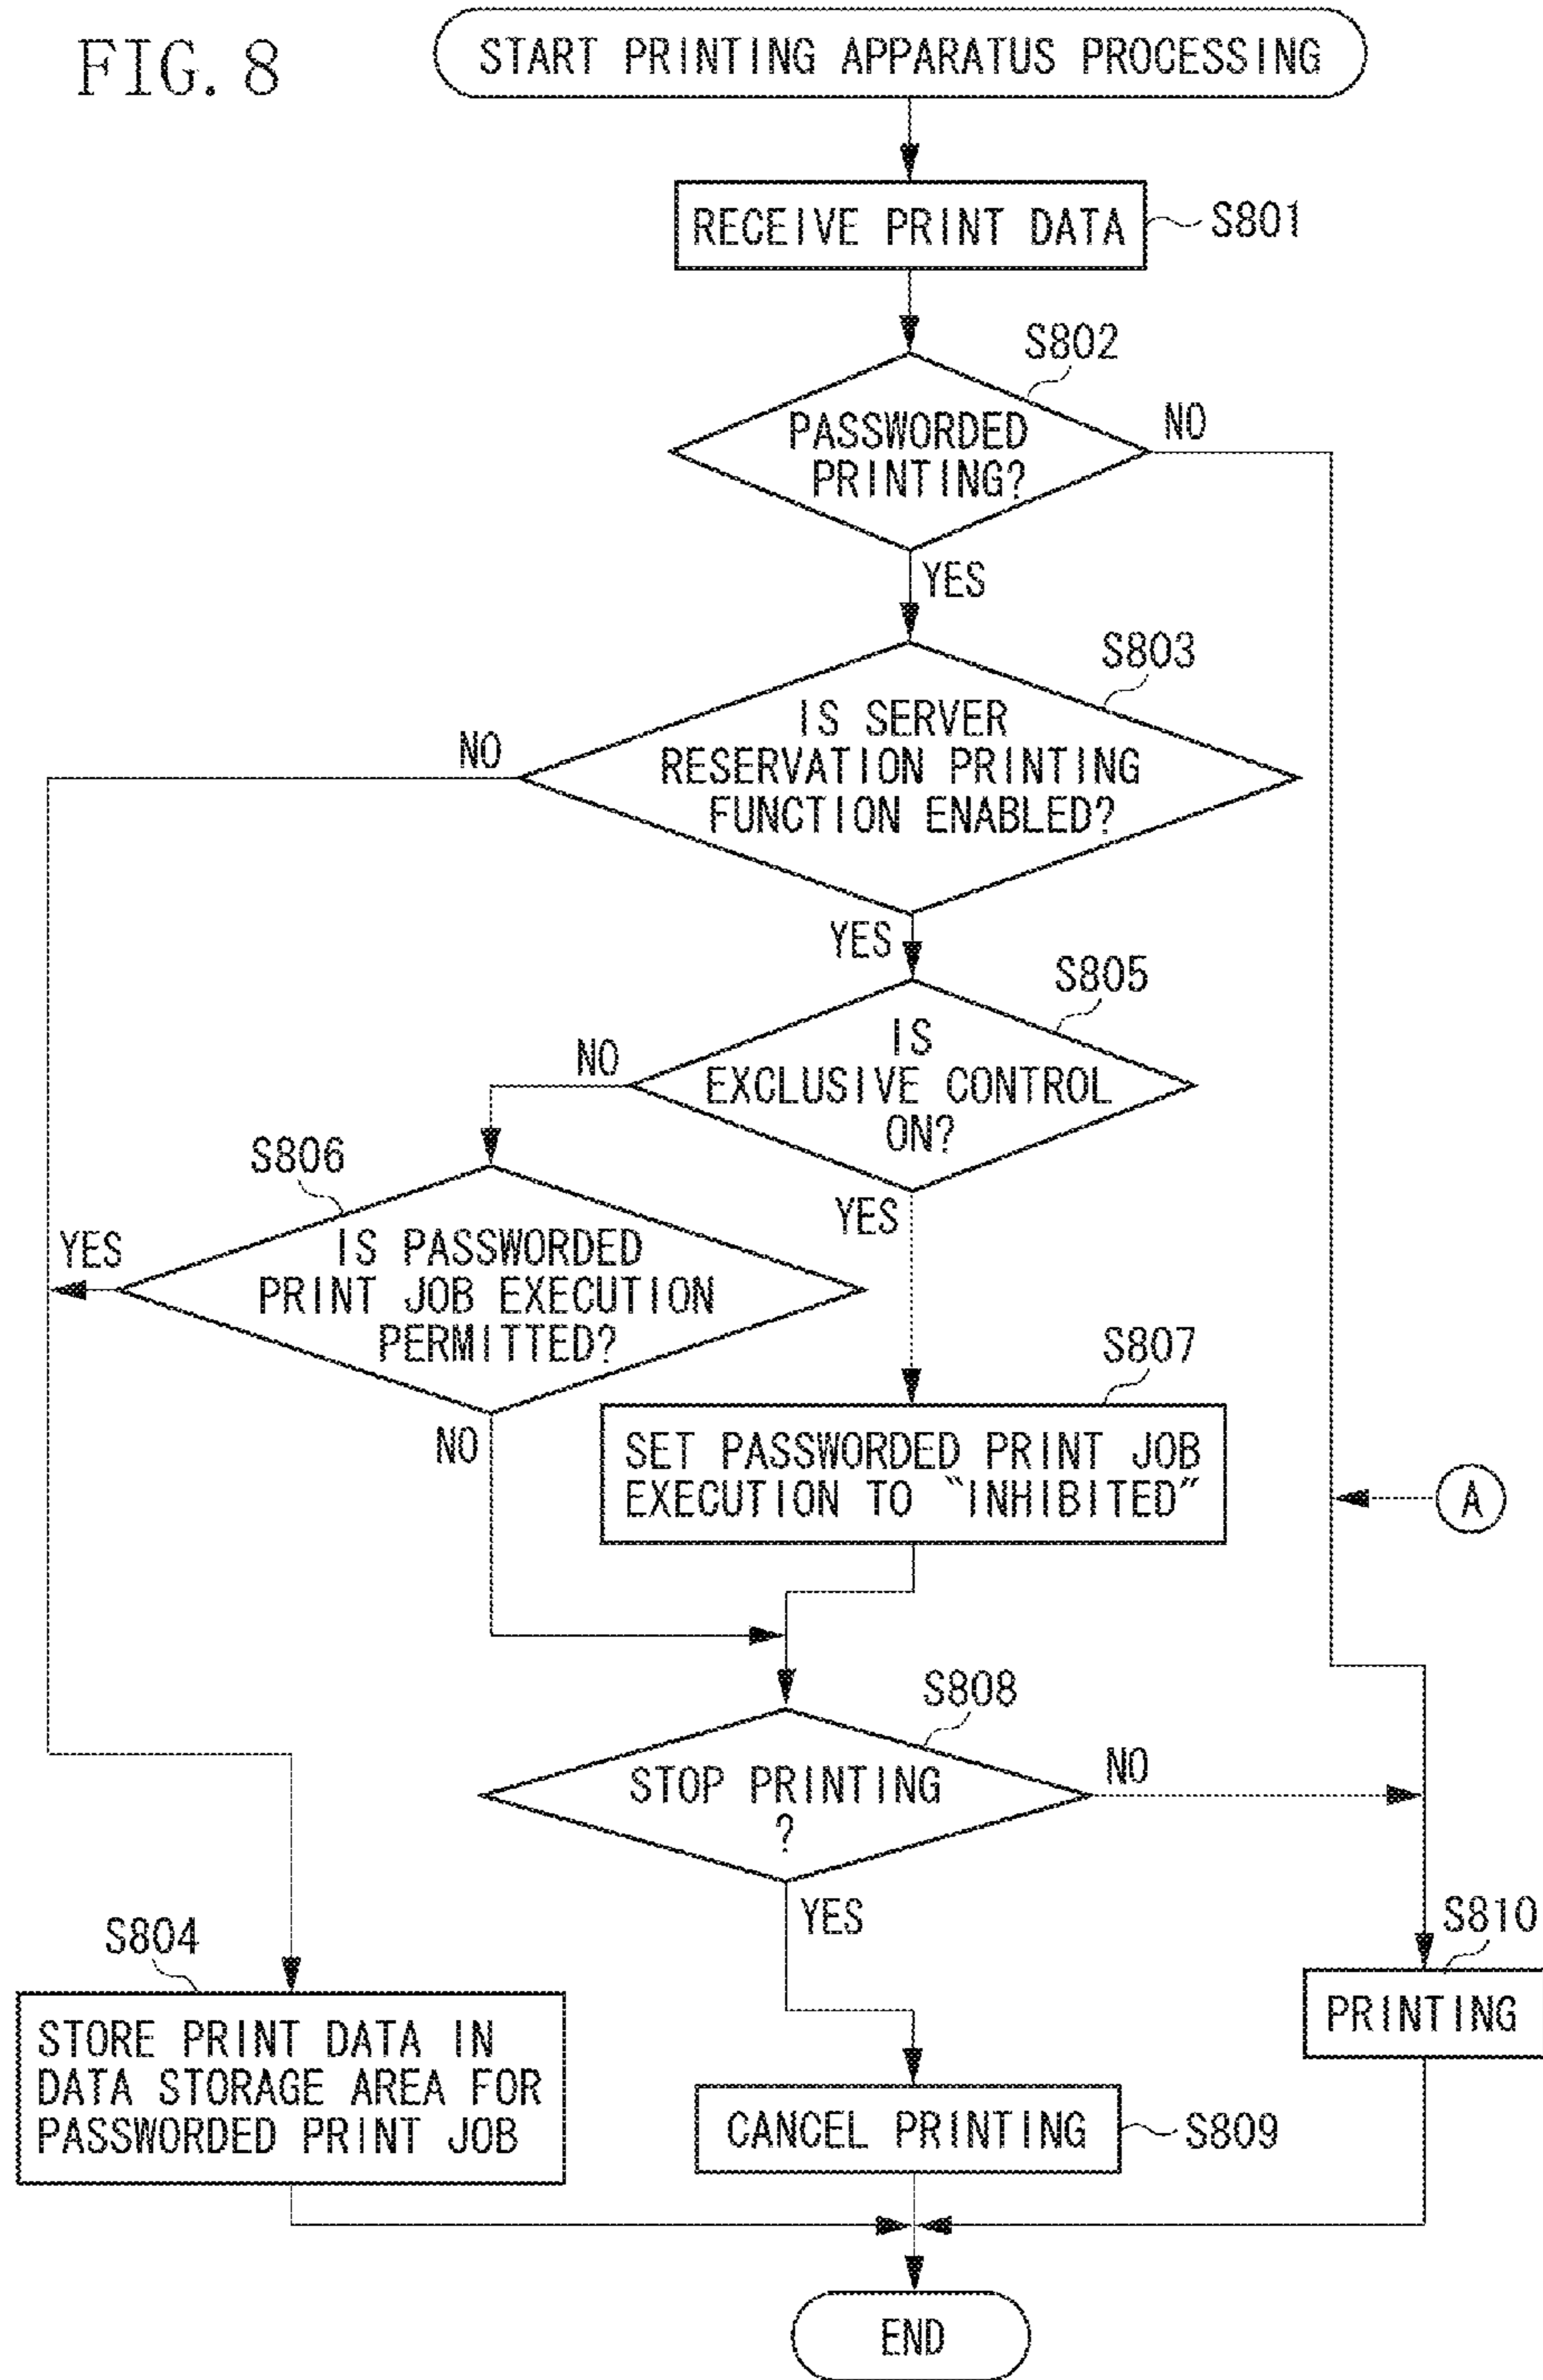 FIG. 8
START PRINTING APPARATUS PROCESSING
RECEIVE PRINT DATA
S801
S802
PASSWORDED
PRINTING?
NO
YES
S803
IS SERVER
RESERVATION PRINTING
FUNCTION ENABLED?
NO
YES
S805
IS
EXCLUSIVE CONTROL
ON?
NO
YES
S806
IS PASSWORDED
PRINT JOB EXECUTION
PERMITTED?
YES
NO
S807
SET PASSWORDED PRINT JOB
EXECUTION TO “INHIBITED”
A
S808
STOP PRINTING
?
NO
YES
S804
STORE PRINT DATA IN
DATA STORAGE AREA FOR
PASSWORDED PRINT JOB
CANCEL PRINTING
S809
S810
PRINTING
END